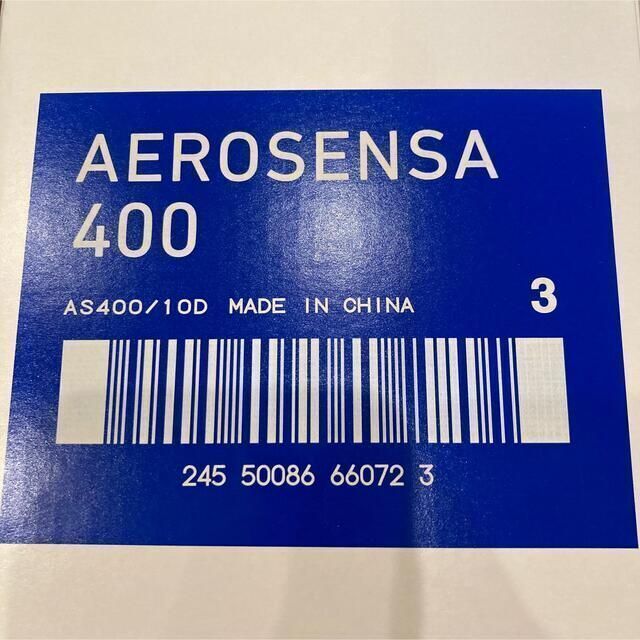 AEROSENSA
400
AS400/10D MADE IN CHINA 3
245 50086 66072 3